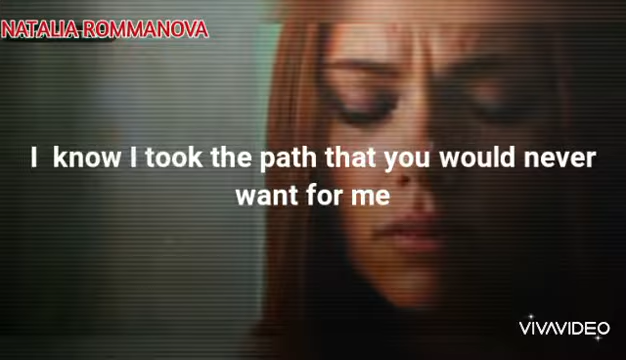 NATALIA ROMMANOVA
I know I took the path that you would never
want for me
VIVAVIDEO